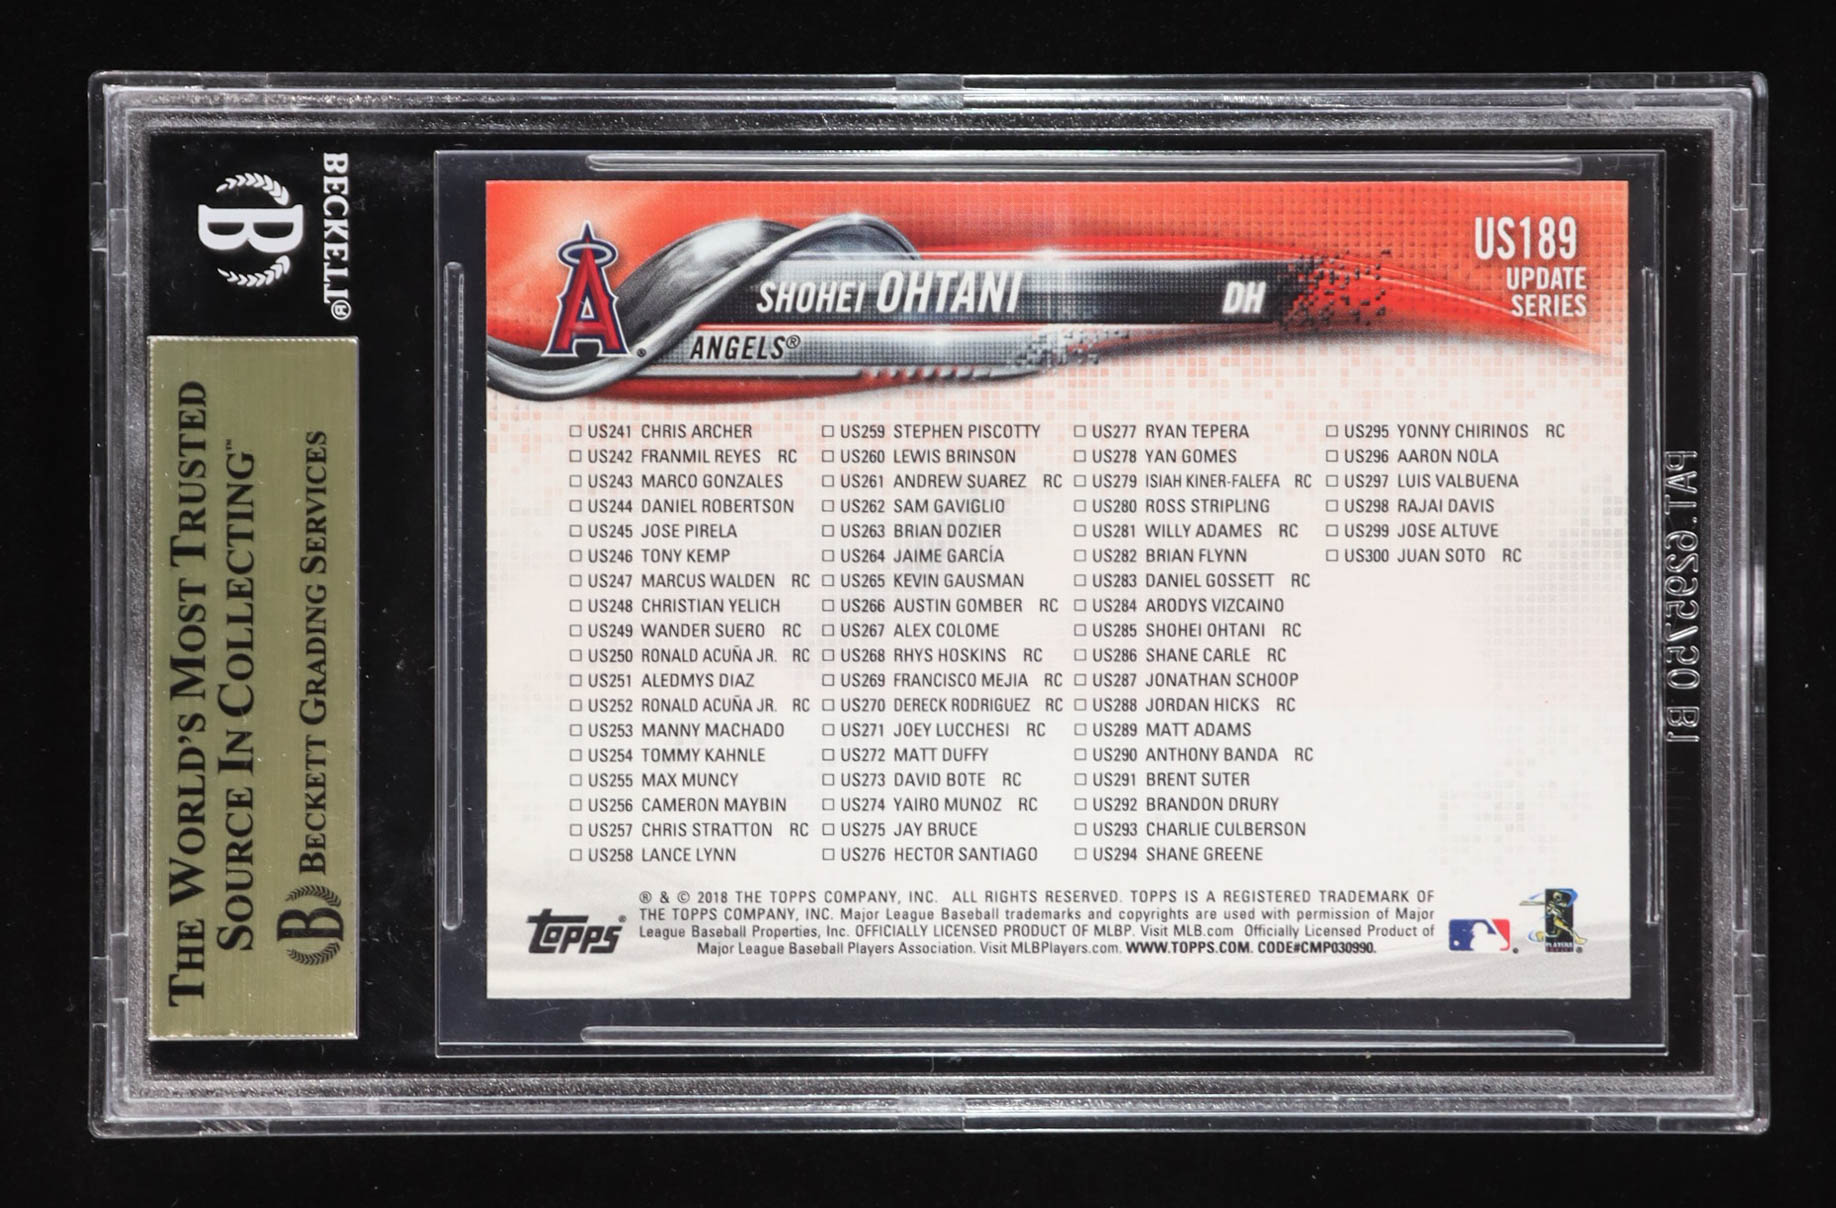 BECKETT®
B
THE WORLD'S MOST TRUSTED
SOURCE IN COLLECTING™
B BECKETT GRADING SERVICES
A®
SHOHEI OHTANI DH
ANGELS®
US189
UPDATE
SERIES
US241 CHRIS ARCHER
US242 FRANMIL REYES RC
US243 MARCO GONZALES
US244 DANIEL ROBERTSON
US245 JOSE PIRELA
US246 TONY KEMP
US247 MARCUS WALDEN RC
US248 CHRISTIAN YELICH
US249 WANDER SUERO RC
US250 RONALD ACUÑA JR. RC
US251 ALEDMYS DIAZ
US252 RONALD ACUÑA JR. RC
US253 MANNY MACHADO
US254 TOMMY KAHNLE
US255 MAX MUNCY
US256 CAMERON MAYBIN
US257 CHRIS STRATTON RC
US258 LANCE LYNN
US259 STEPHEN PISCOTTY
US260 LEWIS BRINSON
US261 ANDREW SUAREZ RC
US262 SAM GAVIGLIO
US263 BRIAN DOZIER
US264 JAIME GARCÍA
US265 KEVIN GAUSMAN
US266 AUSTIN GOMBER RC
US267 ALEX COLOME
US268 RHYS HOSKINS RC
US269 FRANCISCO MEJIA RC
US270 DERECK RODRIGUEZ RC
US271 JOEY LUCCHESI RC
US272 MATT DUFFY
US273 DAVID BOTE RC
US274 YAIRO MUNOZ RC
US275 JAY BRUCE
US276 HECTOR SANTIAGO
US277 RYAN TEPERA
US278 YAN GOMES
US279 ISIAH KINER-FALEFA RC
US280 ROSS STRIPLING
US281 WILLY ADAMES RC
US282 BRIAN FLYNN
US283 DANIEL GOSSETT RC
US284 ARODYS VIZCAINO
US285 SHOHEI OHTANI RC
US286 SHANE CARLE RC
US287 JONATHAN SCHOOP
US288 JORDAN HICKS RC
US289 MATT ADAMS
US290 ANTHONY BANDA RC
US291 BRENT SUTER
US292 BRANDON DRURY
US293 CHARLIE CULBERSON
US294 SHANE GREENE
US295 YONNY CHIRINOS RC
US296 AARON NOLA
US297 LUIS VALBUENA
US298 RAJAI DAVIS
US299 JOSE ALTUVE
US300 JUAN SOTO RC
topps®
® & © 2018 THE TOPPS COMPANY, INC. ALL RIGHTS RESERVED. TOPPS IS A REGISTERED TRADEMARK OF
THE TOPPS COMPANY, INC. Major League Baseball trademarks and copyrights are used with permission of Major
League Baseball Properties, Inc. OFFICIALLY LICENSED PRODUCT OF MLBP. Visit MLB.com Officially Licensed Product of
Major League Baseball Players Association. Visit MLBPlayers.com. WWW.TOPPS.COM. CODE#CMP030990.
PLAYERS